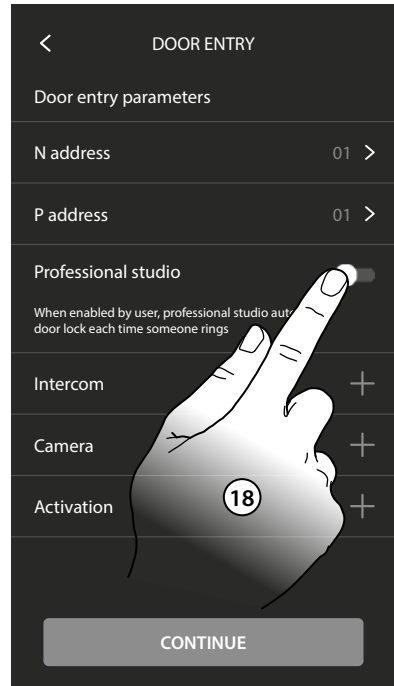 DOOR ENTRY
Door entry parameters
N address 01
P address 01
Professional studio
When enabled by user, professional studio
door lock each time someone rings
Intercom
Camera
Activation
18
CONTINUE